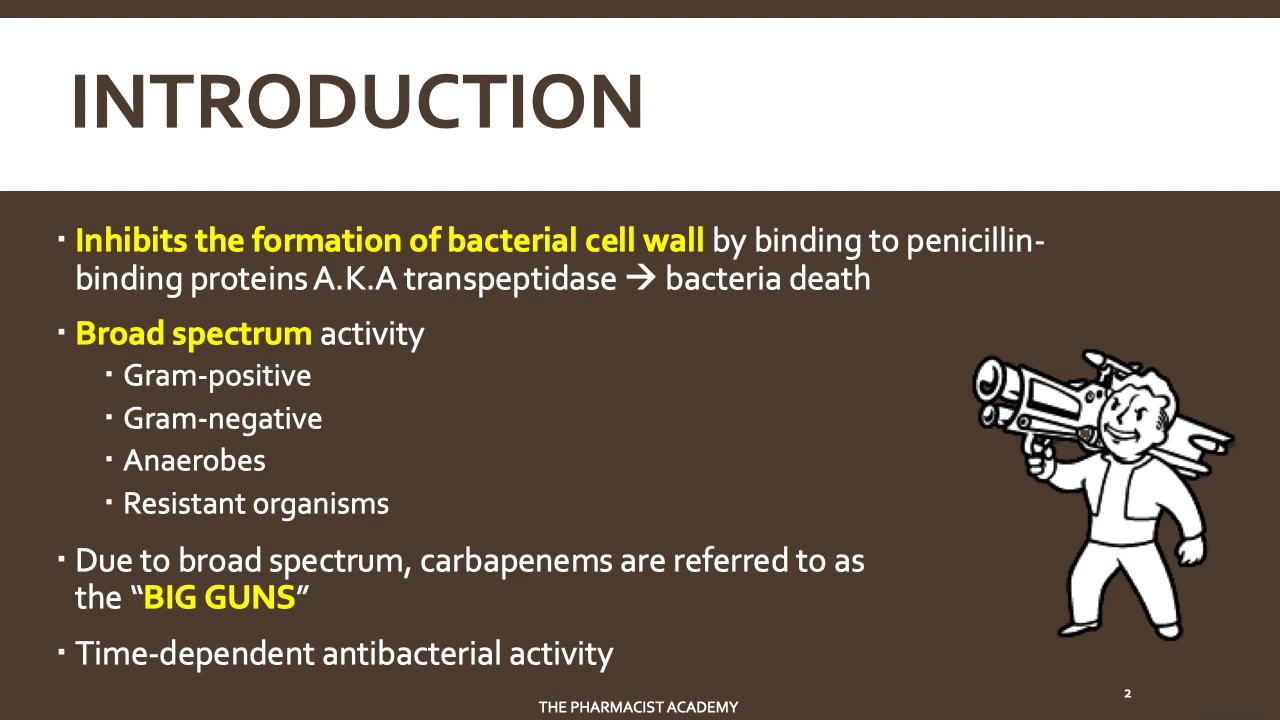 INTRODUCTION
▪ Inhibits the formation of bacterial cell wall by binding to penicillin-
binding proteins A.K.A transpeptidase → bacteria death
▪ Broad spectrum activity
▪ Gram-positive
▪ Gram-negative
▪ Anaerobes
▪ Resistant organisms
▪ Due to broad spectrum, carbapenems are referred to as
the “BIG GUNS”
▪ Time-dependent antibacterial activity
2
THE PHARMACIST ACADEMY